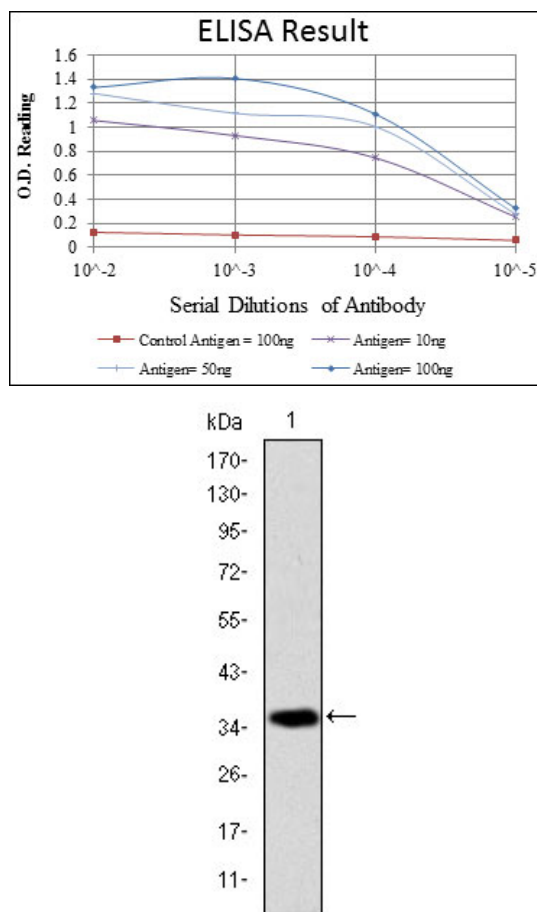 ELISA Result
1.6
1.4
1.2
1
0.8
0.6
0.4
0.2
0
O.D. Reading
10^-2 10^-3 10^-4 10^-5
Serial Dilutions of Antibody
Control Antigen = 100ng Antigen= 10ng
Antigen= 50ng Antigen= 100ng
kDa 1
170-
130-
95-
72-
55-
43-
34-
26-
17-
11-